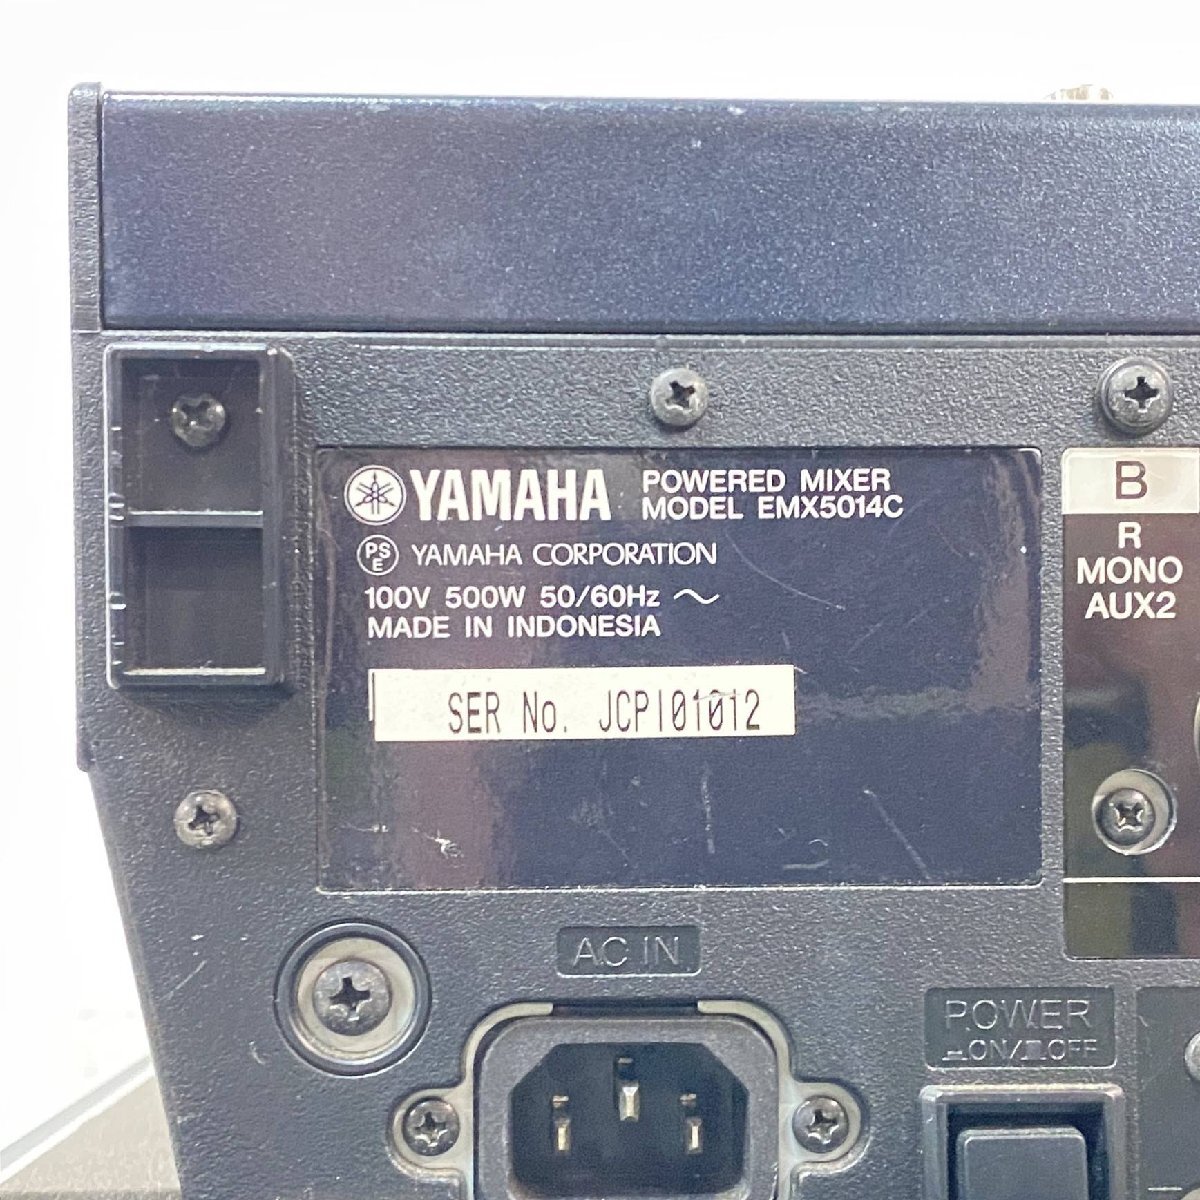 YAMAHA POWERED MIXER
MODEL EMX5014C
PSE YAMAHA CORPORATION
100V 500W 50/60Hz ~
MADE IN INDONESIA
SER No. JCPI01012
B
R
MONO
AUX2
AC IN
POWER
ON/OFF